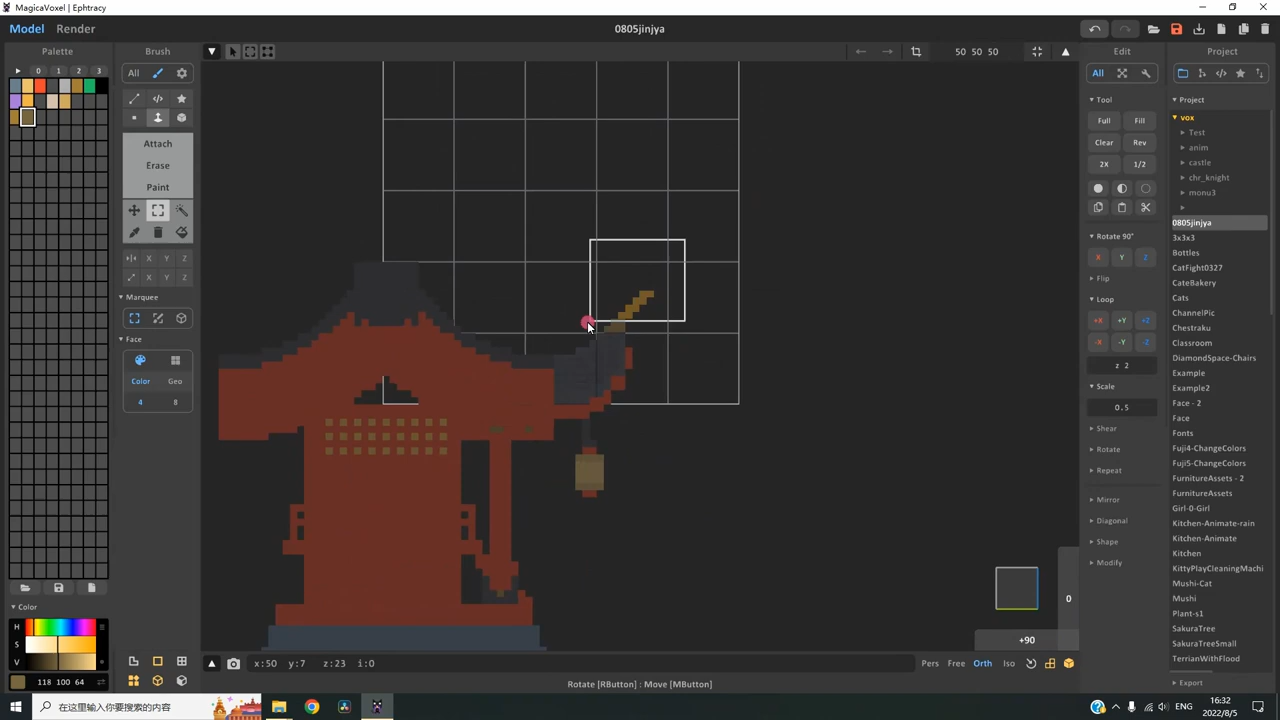 MagicaVoxel | Ephtracy
Model Render
0805jinjya
Palette
0 1 2 3
Brush
All
Attach
Erase
Paint
X Y Z
X Y Z
Marquee
Face
Color Geo
4 8
Color
H
S
V
118 100 64
50 50 50
0
+90
x:50 y:7 z:23 i:0
Pers Free Orth Iso
Rotate [RButton] : Move [MButton]
Edit
All
Tool
Full Fill
Clear Rev
2X 1/2
Rotate 90°
X Y Z
Flip
Loop
+X +Y +Z
-X -Y -Z
z 2
Scale
0.5
Shear
Rotate
Repeat
Mirror
Diagonal
Shape
Modify
Project
Project
vox
Test
anim
castle
chr_knight
monu3
0805jinjya
3x3x3
Bottles
CatFight0327
CateBakery
Cats
ChannelPic
Chestraku
Classroom
DiamondSpace-Chairs
Example
Example2
Face - 2
Face
Fonts
Fuji4-ChangeColors
Fuji5-ChangeColors
FurnitureAssets - 2
FurnitureAssets
Girl-0-Girl
Kitchen-Animate-rain
Kitchen-Animate
Kitchen
KittyPlayCleaningMachi
Mushi-Cat
Mushi
Plant-s1
SakuraTree
SakuraTreeSmall
TerrianWithFlood
Export
在这里输入你要搜索的内容
ENG
16:32
2022/8/5